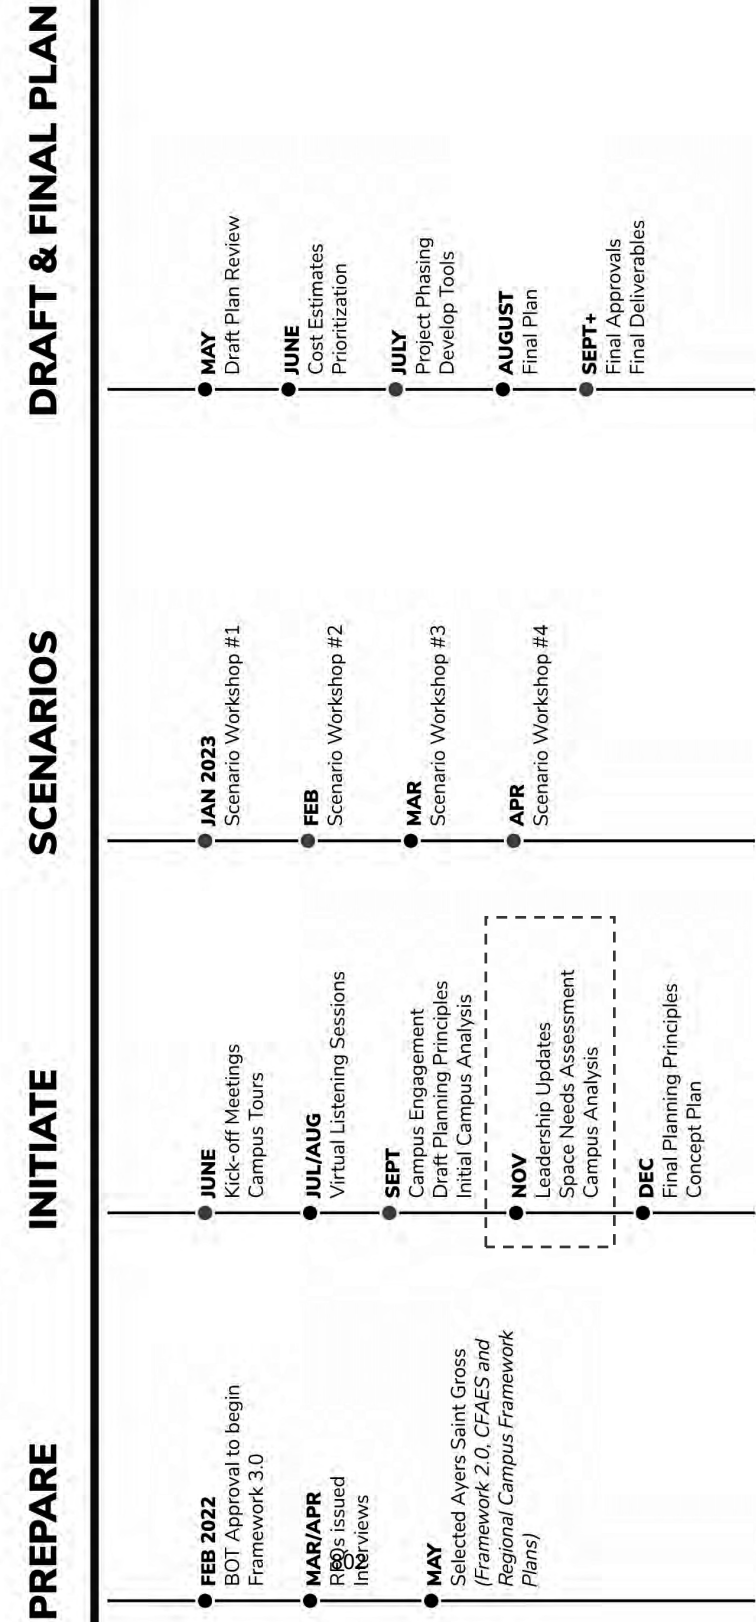 PREPARE
FEB 2022
BOT Approval to begin
Framework 3.0
MAR/APR
RFQs issued
Interviews
MAY
Selected Ayers Saint Gross
(Framework 2.0, CFAES and
Regional Campus Framework
Plans)
INITIATE
JUNE
Kick-off Meetings
Campus Tours
JUL/AUG
Virtual Listening Sessions
SEPT
Campus Engagement
Draft Planning Principles
Initial Campus Analysis
NOV
Leadership Updates
Space Needs Assessment
Campus Analysis
DEC
Final Planning Principles
Concept Plan
SCENARIOS
JAN 2023
Scenario Workshop #1
FEB
Scenario Workshop #2
MAR
Scenario Workshop #3
APR
Scenario Workshop #4
DRAFT & FINAL PLAN
MAY
Draft Plan Review
JUNE
Cost Estimates
Prioritization
JULY
Project Phasing
Develop Tools
AUGUST
Final Plan
SEPT+
Final Approvals
Final Deliverables